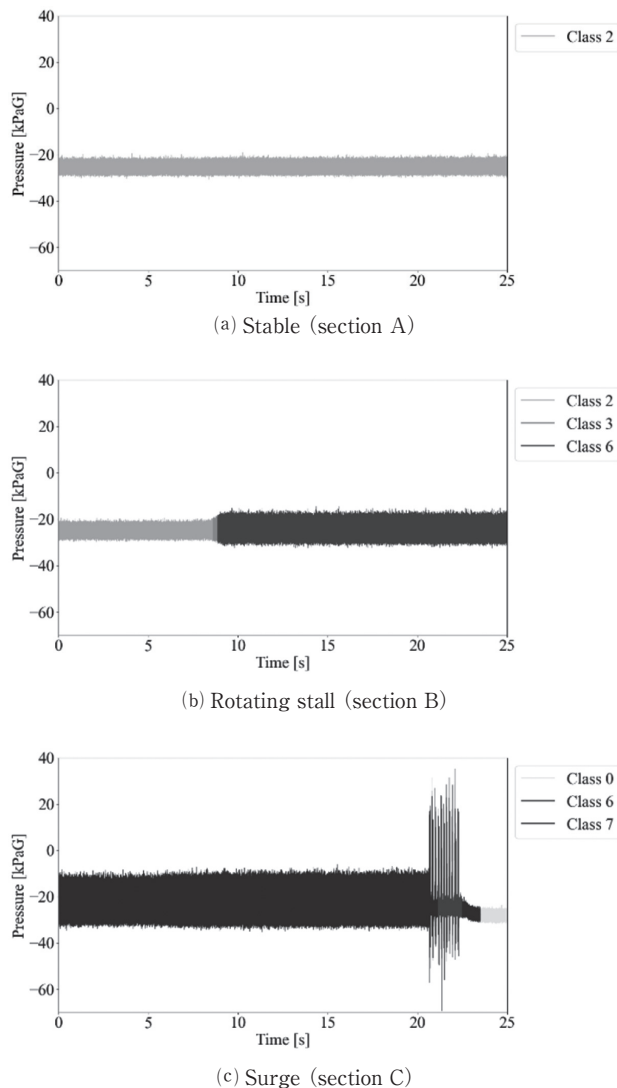 40
20
0
−20
−40
−60
Pressure [kPaG]
0 5 10 15 20 25
Time [s]
Class 2
(a) Stable (section A)
40
20
0
−20
−40
−60
Pressure [kPaG]
0 5 10 15 20 25
Time [s]
Class 2
Class 3
Class 6
(b) Rotating stall (section B)
40
20
0
−20
−40
−60
Pressure [kPaG]
0 5 10 15 20 25
Time [s]
Class 0
Class 6
Class 7
(c) Surge (section C)